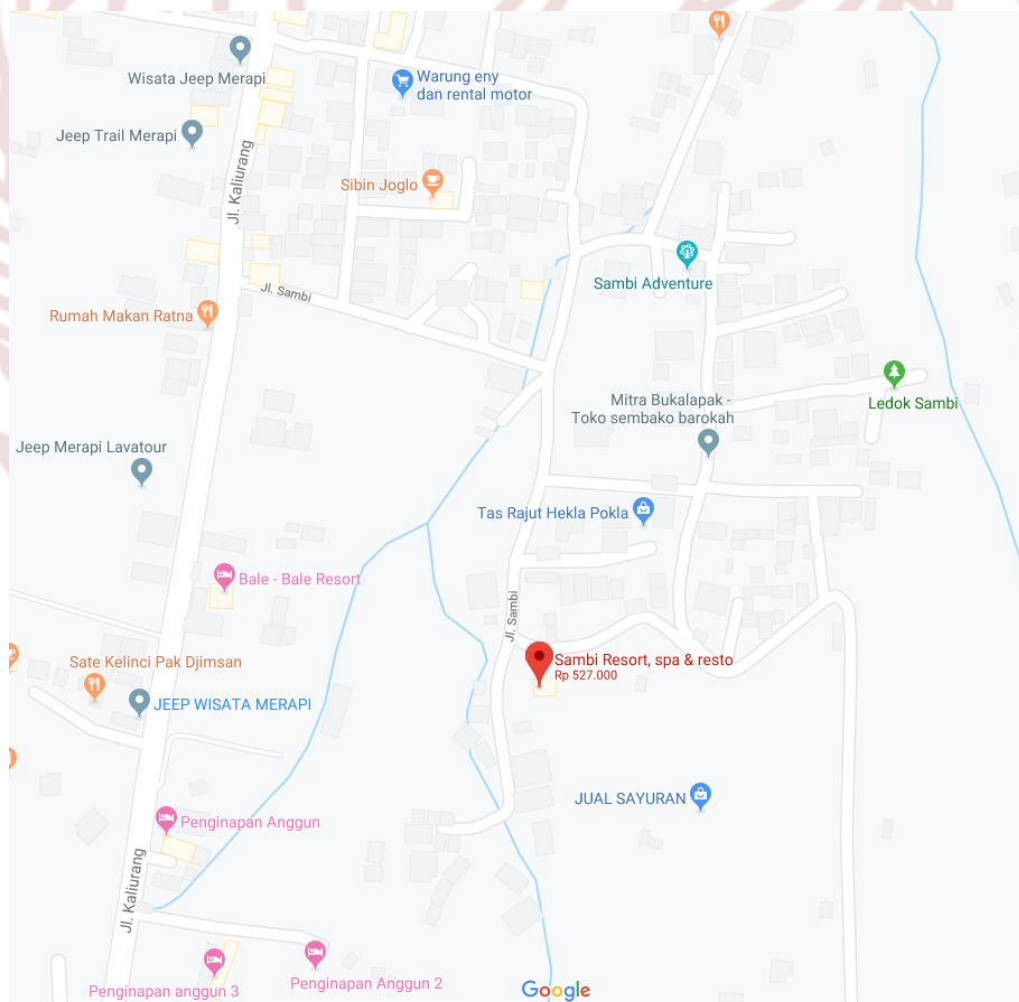 Wisata Jeep Merapi
Warung eny
dan rental motor
Jeep Trail Merapi
Jl. Kaliurang
Sibin Joglo
Sambi Adventure
Jl. Sambi
Rumah Makan Ratna
Mitra Bukalapak -
Toko sembako barokah
Ledok Sambi
Jeep Merapi Lavatour
Tas Rajut Hekla Pokla
Bale - Bale Resort
Jl. Sambi
Sambi Resort, spa & resto
Rp 527.000
Sate Kelinci Pak Djimsan
JEEP WISATA MERAPI
JUAL SAYURAN
Penginapan Anggun
Jl. Kaliurang
Penginapan Anggun 2
Penginapan anggun 3
Google